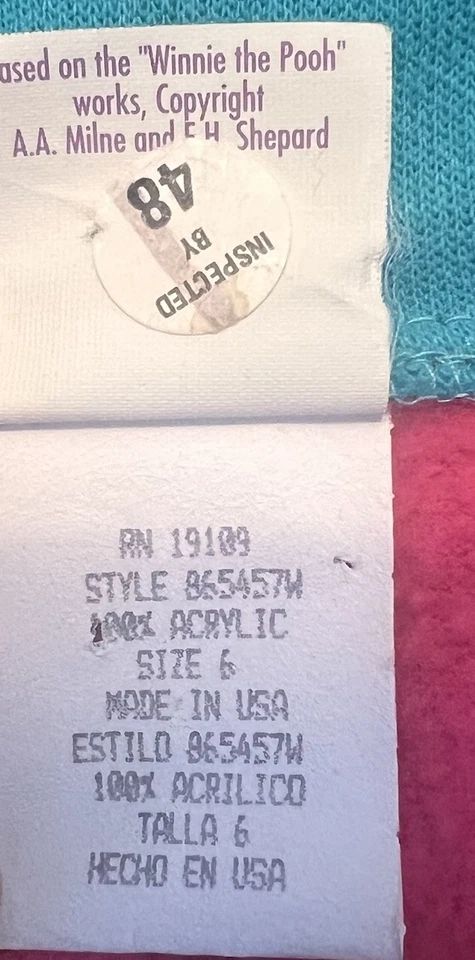 ased on the "Winnie the Pooh"
works, Copyright
A.A. Milne and E.H. Shepard
INSPECTED
BY
48
RN 19109
STYLE 865457W
100% ACRYLIC
SIZE 6
MADE IN USA
ESTILO 865457W
100% ACRILICO
TALLA 6
HECHO EN USA